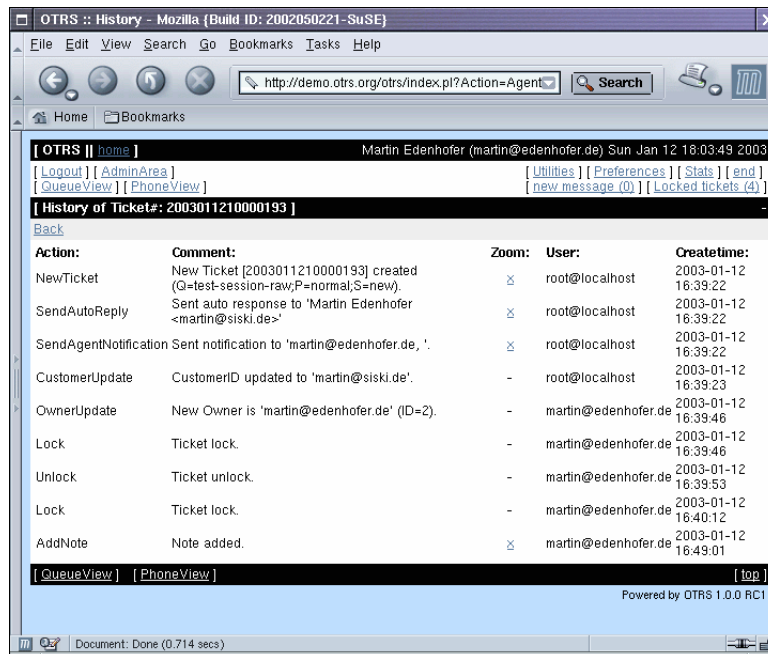 OTRS :: History - Mozilla {Build ID: 2002050221-SuSE}
File Edit View Search Go Bookmarks Tasks Help
http://demo.otrs.org/otrs/index.pl?Action=Agent Search
Home Bookmarks
[ OTRS || home ] Martin Edenhofer (martin@edenhofer.de) Sun Jan 12 18:03:49 2003
[ Logout ] [ AdminArea ] [ Utilities ] [ Preferences ] [ Stats ] [ end ]
[ QueueView ] [ PhoneView ] [ new message (0) ] [ Locked tickets (4) ]
[ History of Ticket#: 2003011210000193 ] -
Back
Action: Comment: Zoom: User: Createtime:
NewTicket New Ticket [2003011210000193] created (Q=test-session-raw;P=normal;S=new). x root@localhost 2003-01-12 16:39:22
SendAutoReply Sent auto response to 'Martin Edenhofer <martin@siski.de>' x root@localhost 2003-01-12 16:39:22
SendAgentNotification Sent notification to 'martin@edenhofer.de, '. x root@localhost 2003-01-12 16:39:22
CustomerUpdate CustomerID updated to 'martin@siski.de'. - root@localhost 2003-01-12 16:39:23
OwnerUpdate New Owner is 'martin@edenhofer.de' (ID=2). - martin@edenhofer.de 2003-01-12 16:39:46
Lock Ticket lock. - martin@edenhofer.de 2003-01-12 16:39:46
Unlock Ticket unlock. - martin@edenhofer.de 2003-01-12 16:39:53
Lock Ticket lock. - martin@edenhofer.de 2003-01-12 16:40:12
AddNote Note added. x martin@edenhofer.de 2003-01-12 16:49:01
[ QueueView ] [ PhoneView ] [ top ]
Powered by OTRS 1.0.0 RC1
Document: Done (0.714 secs)